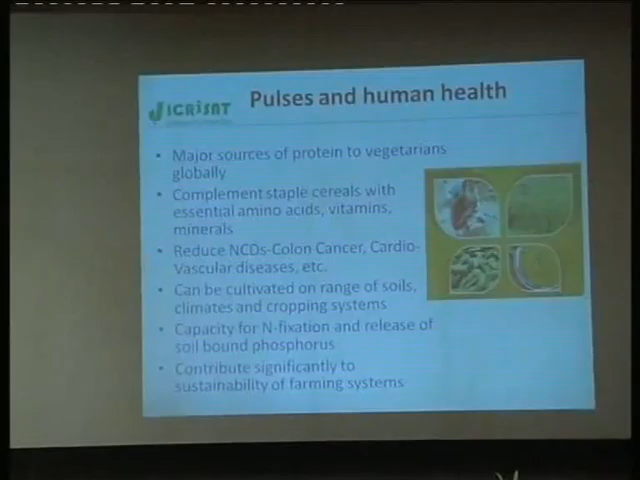 ICRISAT
Pulses and human health
• Major sources of protein to vegetarians
globally
• Complement staple cereals with
essential amino acids, vitamins,
minerals
• Reduce NCDs-Colon Cancer, Cardio-
Vascular diseases, etc.
• Can be cultivated on range of soils,
climates and cropping systems
• Capacity for N-fixation and release of
soil bound phosphorus
• Contribute significantly to
sustainability of farming systems